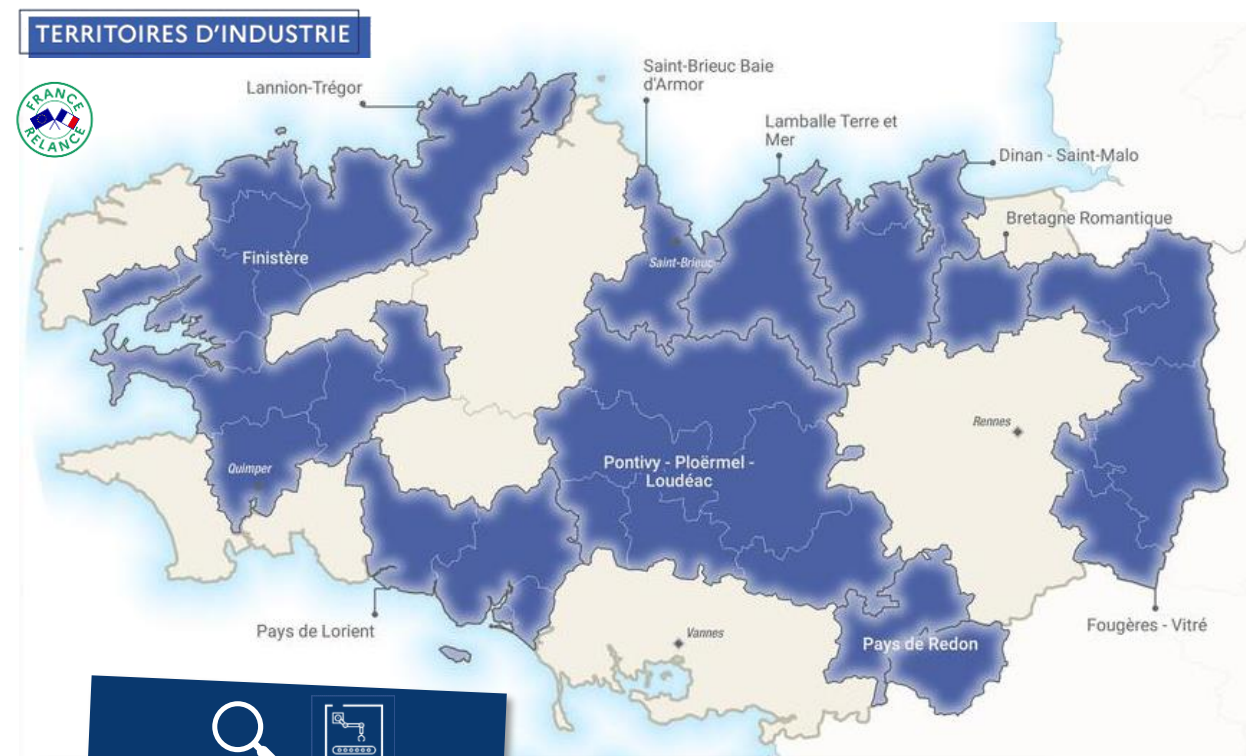 TERRITOIRES D'INDUSTRIE
FRANCE
RELANCE
Lannion-Trégor
Saint-Brieuc Baie
d'Armor
Lamballe Terre et
Mer
Dinan - Saint-Malo
Bretagne Romantique
Finistère
Saint-Brieuc
Rennes
Quimper
Pontivy - Ploërmel -
Loudéac
Pays de Lorient
Vannes
Pays de Redon
Fougères - Vitré